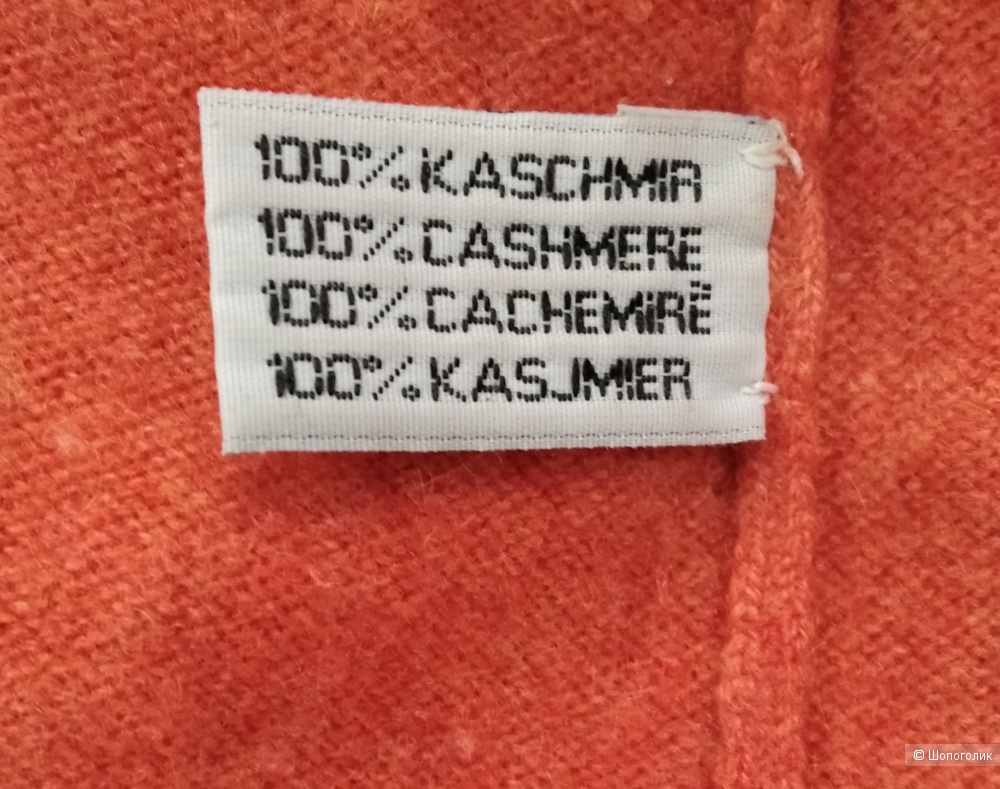 100% KASCHMIR
100% CASHMERE
100% CACHEMIRË
100% KASJMIER
© Шопоголик